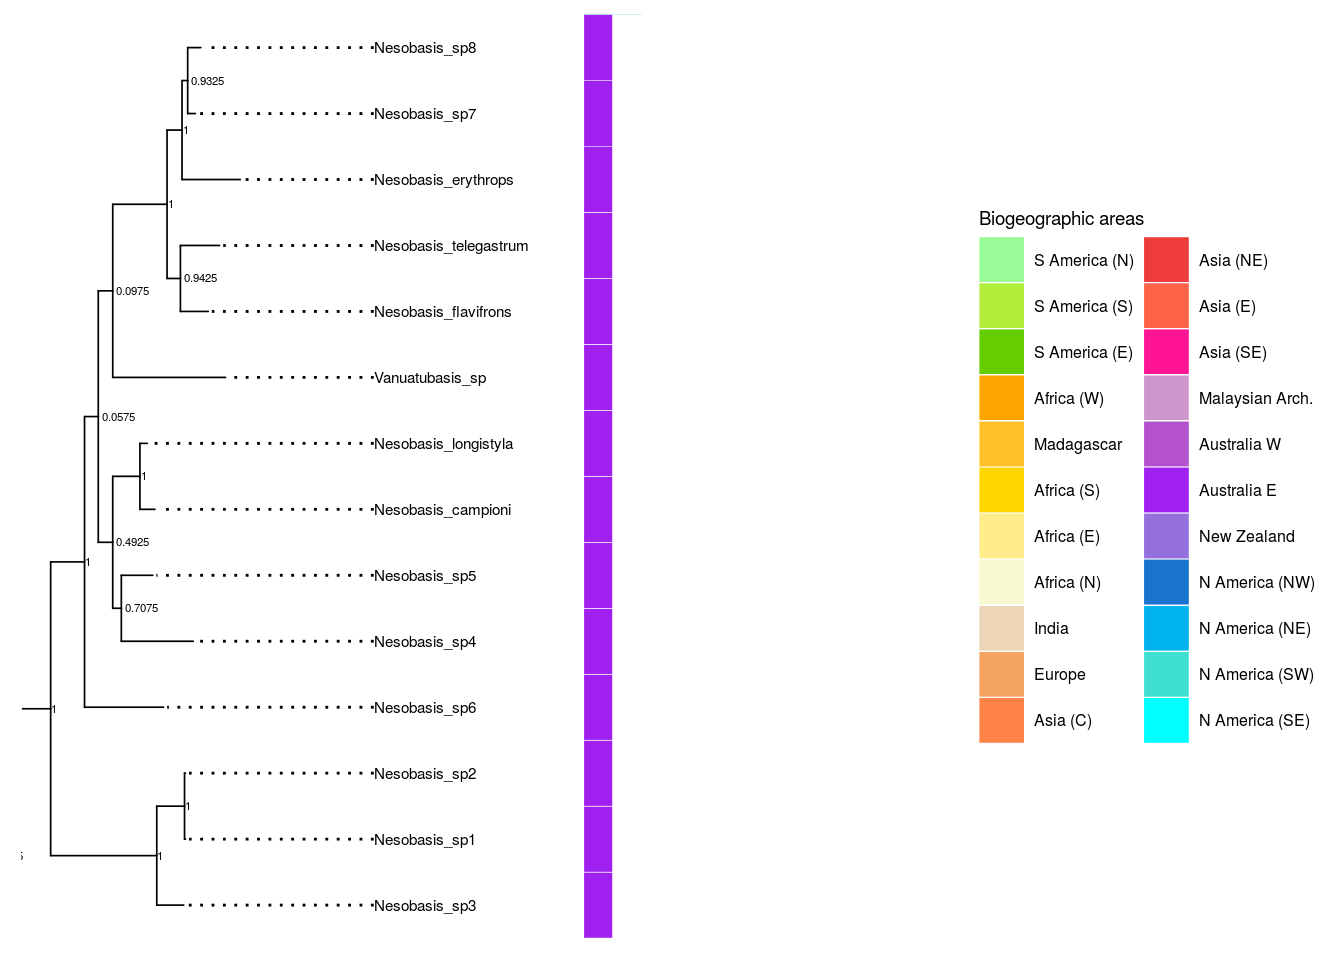 Nesobasis_sp8
0.9325
Nesobasis_sp7
1
Nesobasis_erythrops
1
Nesobasis_telegastrum
0.9425
Nesobasis_flavifrons
0.0975
Vanuatubasis_sp
0.0575
Nesobasis_longistyla
1
Nesobasis_campioni
0.4925
1
Nesobasis_sp5
0.7075
Nesobasis_sp4
Nesobasis_sp6
1
Nesobasis_sp2
1
Nesobasis_sp1
1
Nesobasis_sp3
Biogeographic areas
S America (N)
S America (S)
S America (E)
Africa (W)
Madagascar
Africa (S)
Africa (E)
Africa (N)
India
Europe
Asia (C)
Asia (NE)
Asia (E)
Asia (SE)
Malaysian Arch.
Australia W
Australia E
New Zealand
N America (NW)
N America (NE)
N America (SW)
N America (SE)